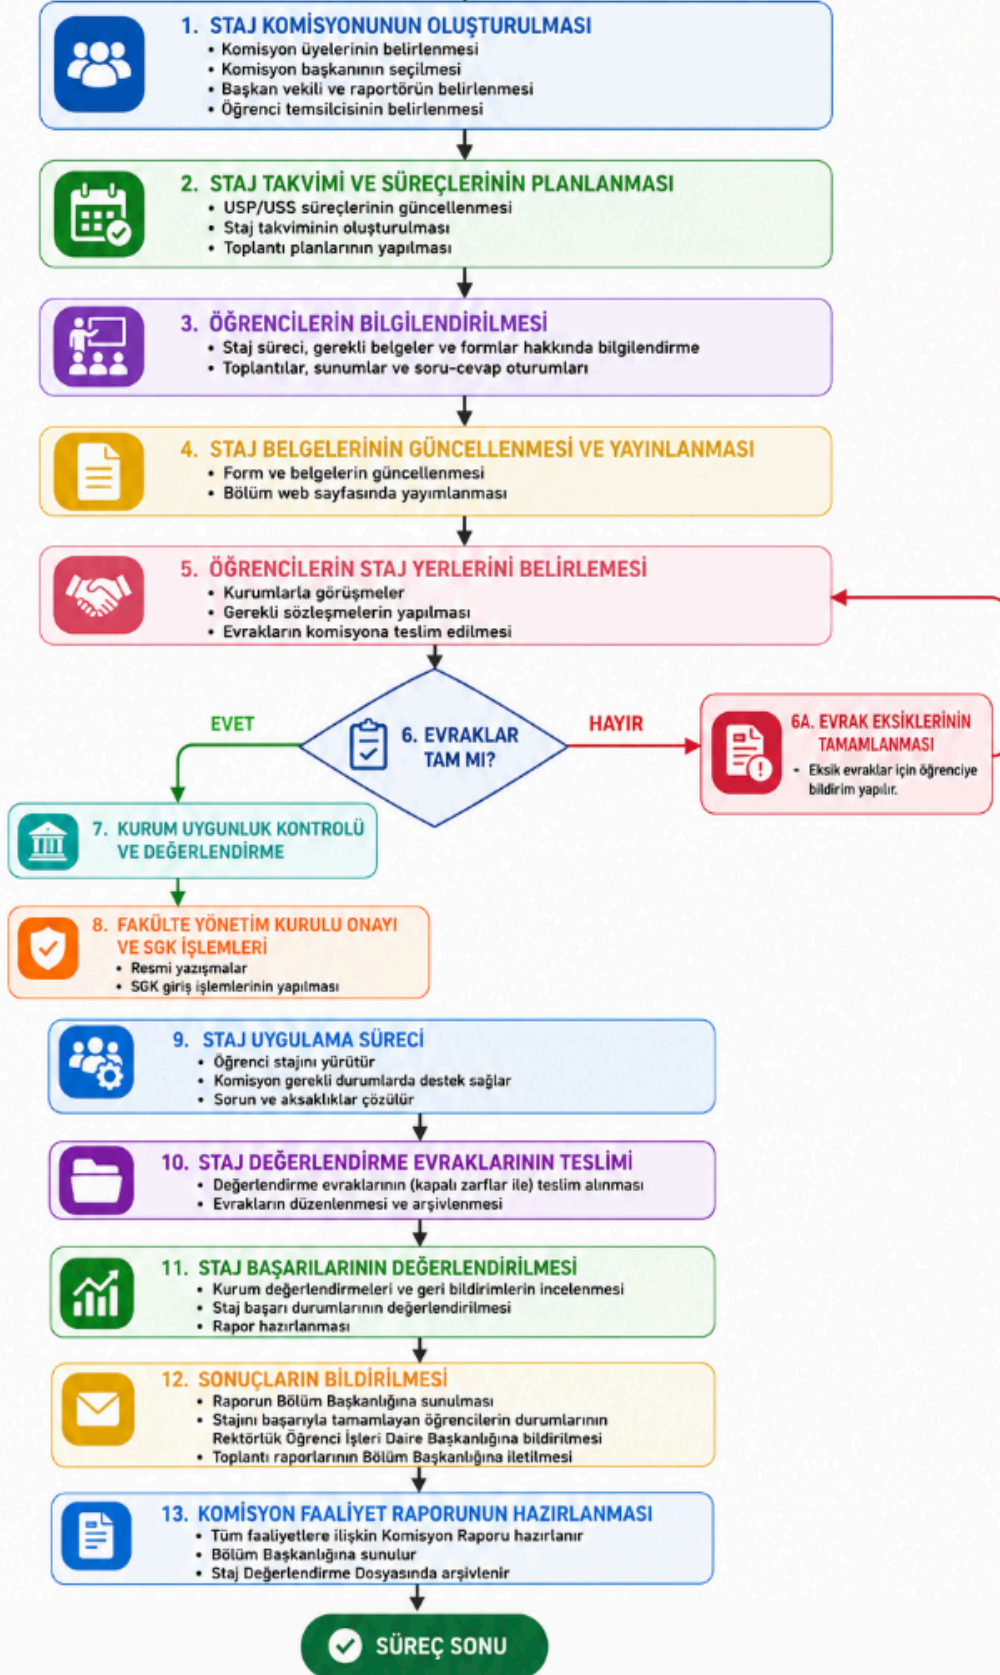 1. STAJ KOMİSYONUNUN OLUŞTURULMASI
• Komisyon üyelerinin belirlenmesi
• Komisyon başkanının seçilmesi
• Başkan vekili ve raportörün belirlenmesi
• Öğrenci temsilcisinin belirlenmesi
2. STAJ TAKVİMİ VE SÜREÇLERİNİN PLANLANMASI
• USP/USS süreçlerinin güncellenmesi
• Staj takviminin oluşturulması
• Toplantı planlarının yapılması
3. ÖĞRENCİLERİN BİLGİLENDİRİLMESİ
• Staj süreci, gerekli belgeler ve formlar hakkında bilgilendirme
• Toplantılar, sunumlar ve soru-cevap oturumları
4. STAJ BELGELERİNİN GÜNCELLENMESİ VE YAYINLANMASI
• Form ve belgelerin güncellenmesi
• Bölüm web sayfasında yayımlanması
5. ÖĞRENCİLERİN STAJ YERLERİNİ BELİRLEMESİ
• Kurumlarla görüşmeler
• Gerekli sözleşmelerin yapılması
• Evrakların komisyona teslim edilmesi
EVET
6. EVRAKLAR
TAM MI?
HAYIR
6A. EVRAK EKSİKLERİNİN
TAMAMLANMASI
- Eksik evraklar için öğrenciye
bildirim yapılır.
7. KURUM UYGUNLUK KONTROLÜ
VE DEĞERLENDİRME
8. FAKÜLTE YÖNETİM KURULU ONAYI
VE SGK İŞLEMLERİ
• Resmi yazışmalar
• SGK giriş işlemlerinin yapılması
9. STAJ UYGULAMA SÜRECİ
• Öğrenci stajını yürütür
• Komisyon gerekli durumlarda destek sağlar
• Sorun ve aksaklıklar çözülür
10. STAJ DEĞERLENDİRME EVRAKLARININ TESLİMİ
• Değerlendirme evraklarının (kapalı zarflar ile) teslim alınması
• Evrakların düzenlenmesi ve arşivlenmesi
11. STAJ BAŞARILARININ DEĞERLENDİRİLMESİ
• Kurum değerlendirmeleri ve geri bildirimlerin incelenmesi
• Staj başarı durumlarının değerlendirilmesi
• Rapor hazırlanması
12. SONUÇLARIN BİLDİRİLMESİ
• Raporun Bölüm Başkanlığına sunulması
• Stajını başarıyla tamamlayan öğrencilerin durumlarının
Rektörlük Öğrenci İşleri Daire Başkanlığına bildirilmesi
• Toplantı raporlarının Bölüm Başkanlığına iletilmesi
13. KOMİSYON FAALİYET RAPORUNUN HAZIRLANMASI
• Tüm faaliyetlere ilişkin Komisyon Raporu hazırlanır
• Bölüm Başkanlığına sunulur
• Staj Değerlendirme Dosyasında arşivlenir
SÜREÇ SONU